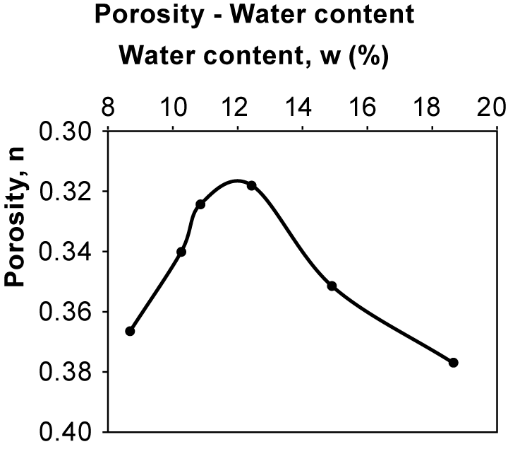 Porosity - Water content
Water content, w (%)
8 10 12 14 16 18 20
Porosity, n
0.30
0.32
0.34
0.36
0.38
0.40